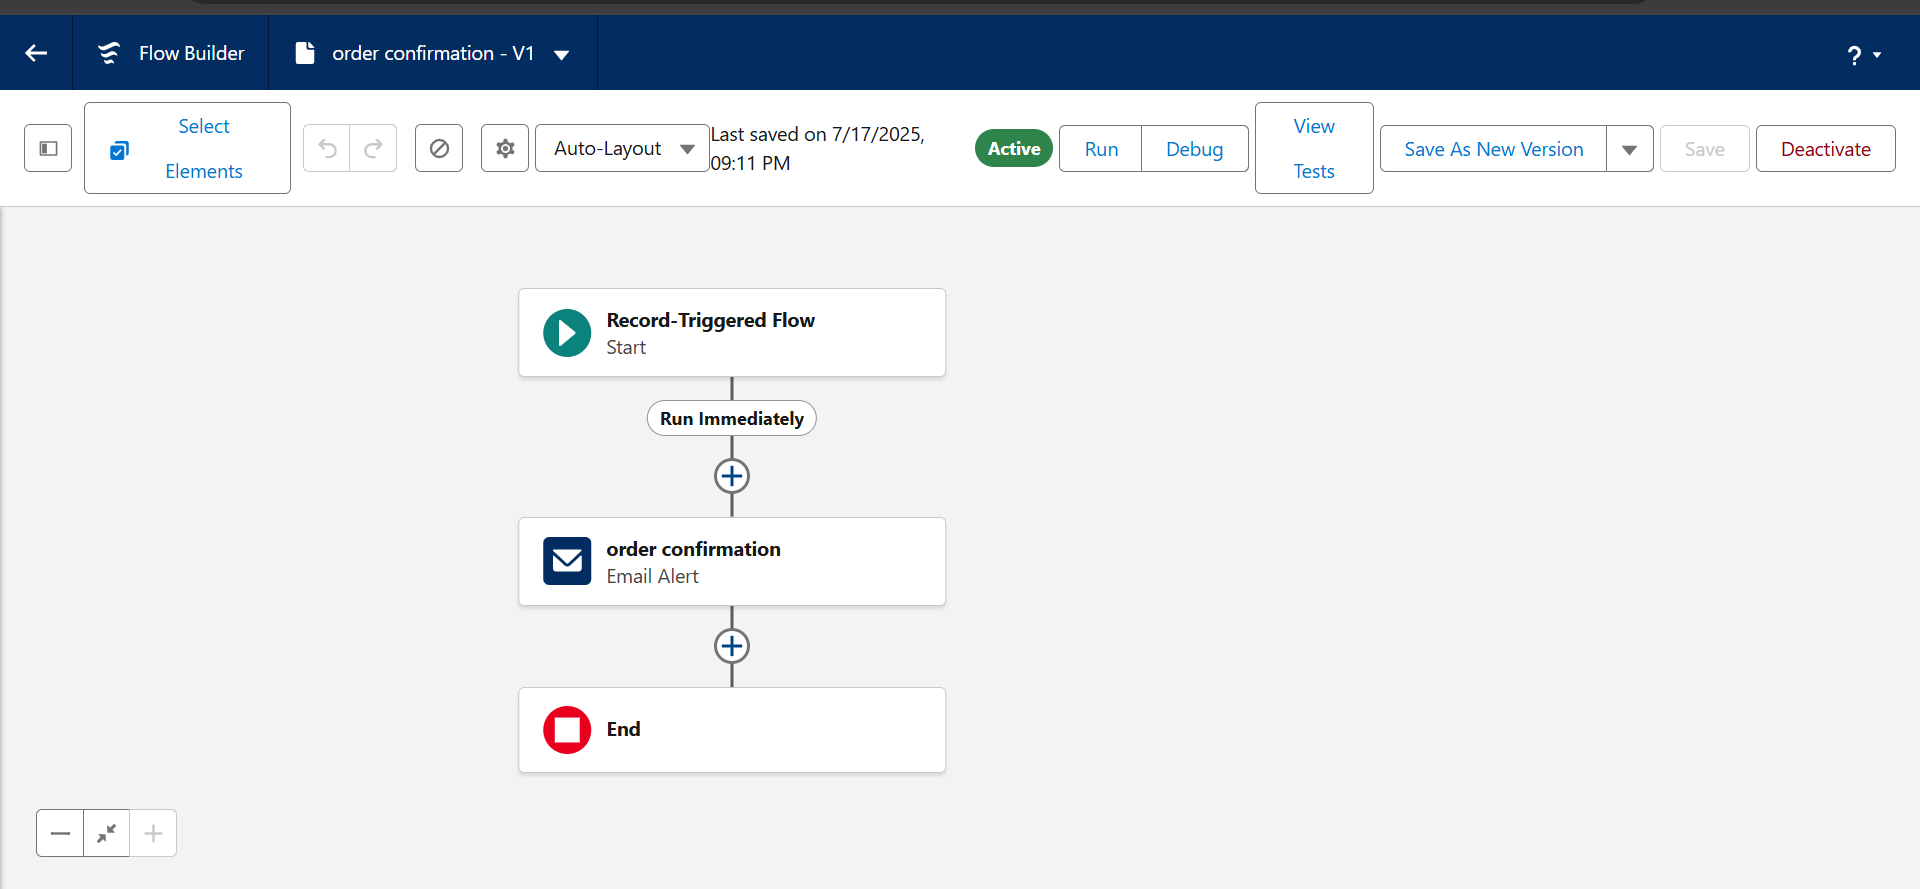 Flow Builder
order confirmation - V1
?
Select
Elements
Auto-Layout
Last saved on 7/17/2025,
09:11 PM
Active
Run
Debug
View
Tests
Save As New Version
Save
Deactivate
Record-Triggered Flow
Start
Run Immediately
order confirmation
Email Alert
End